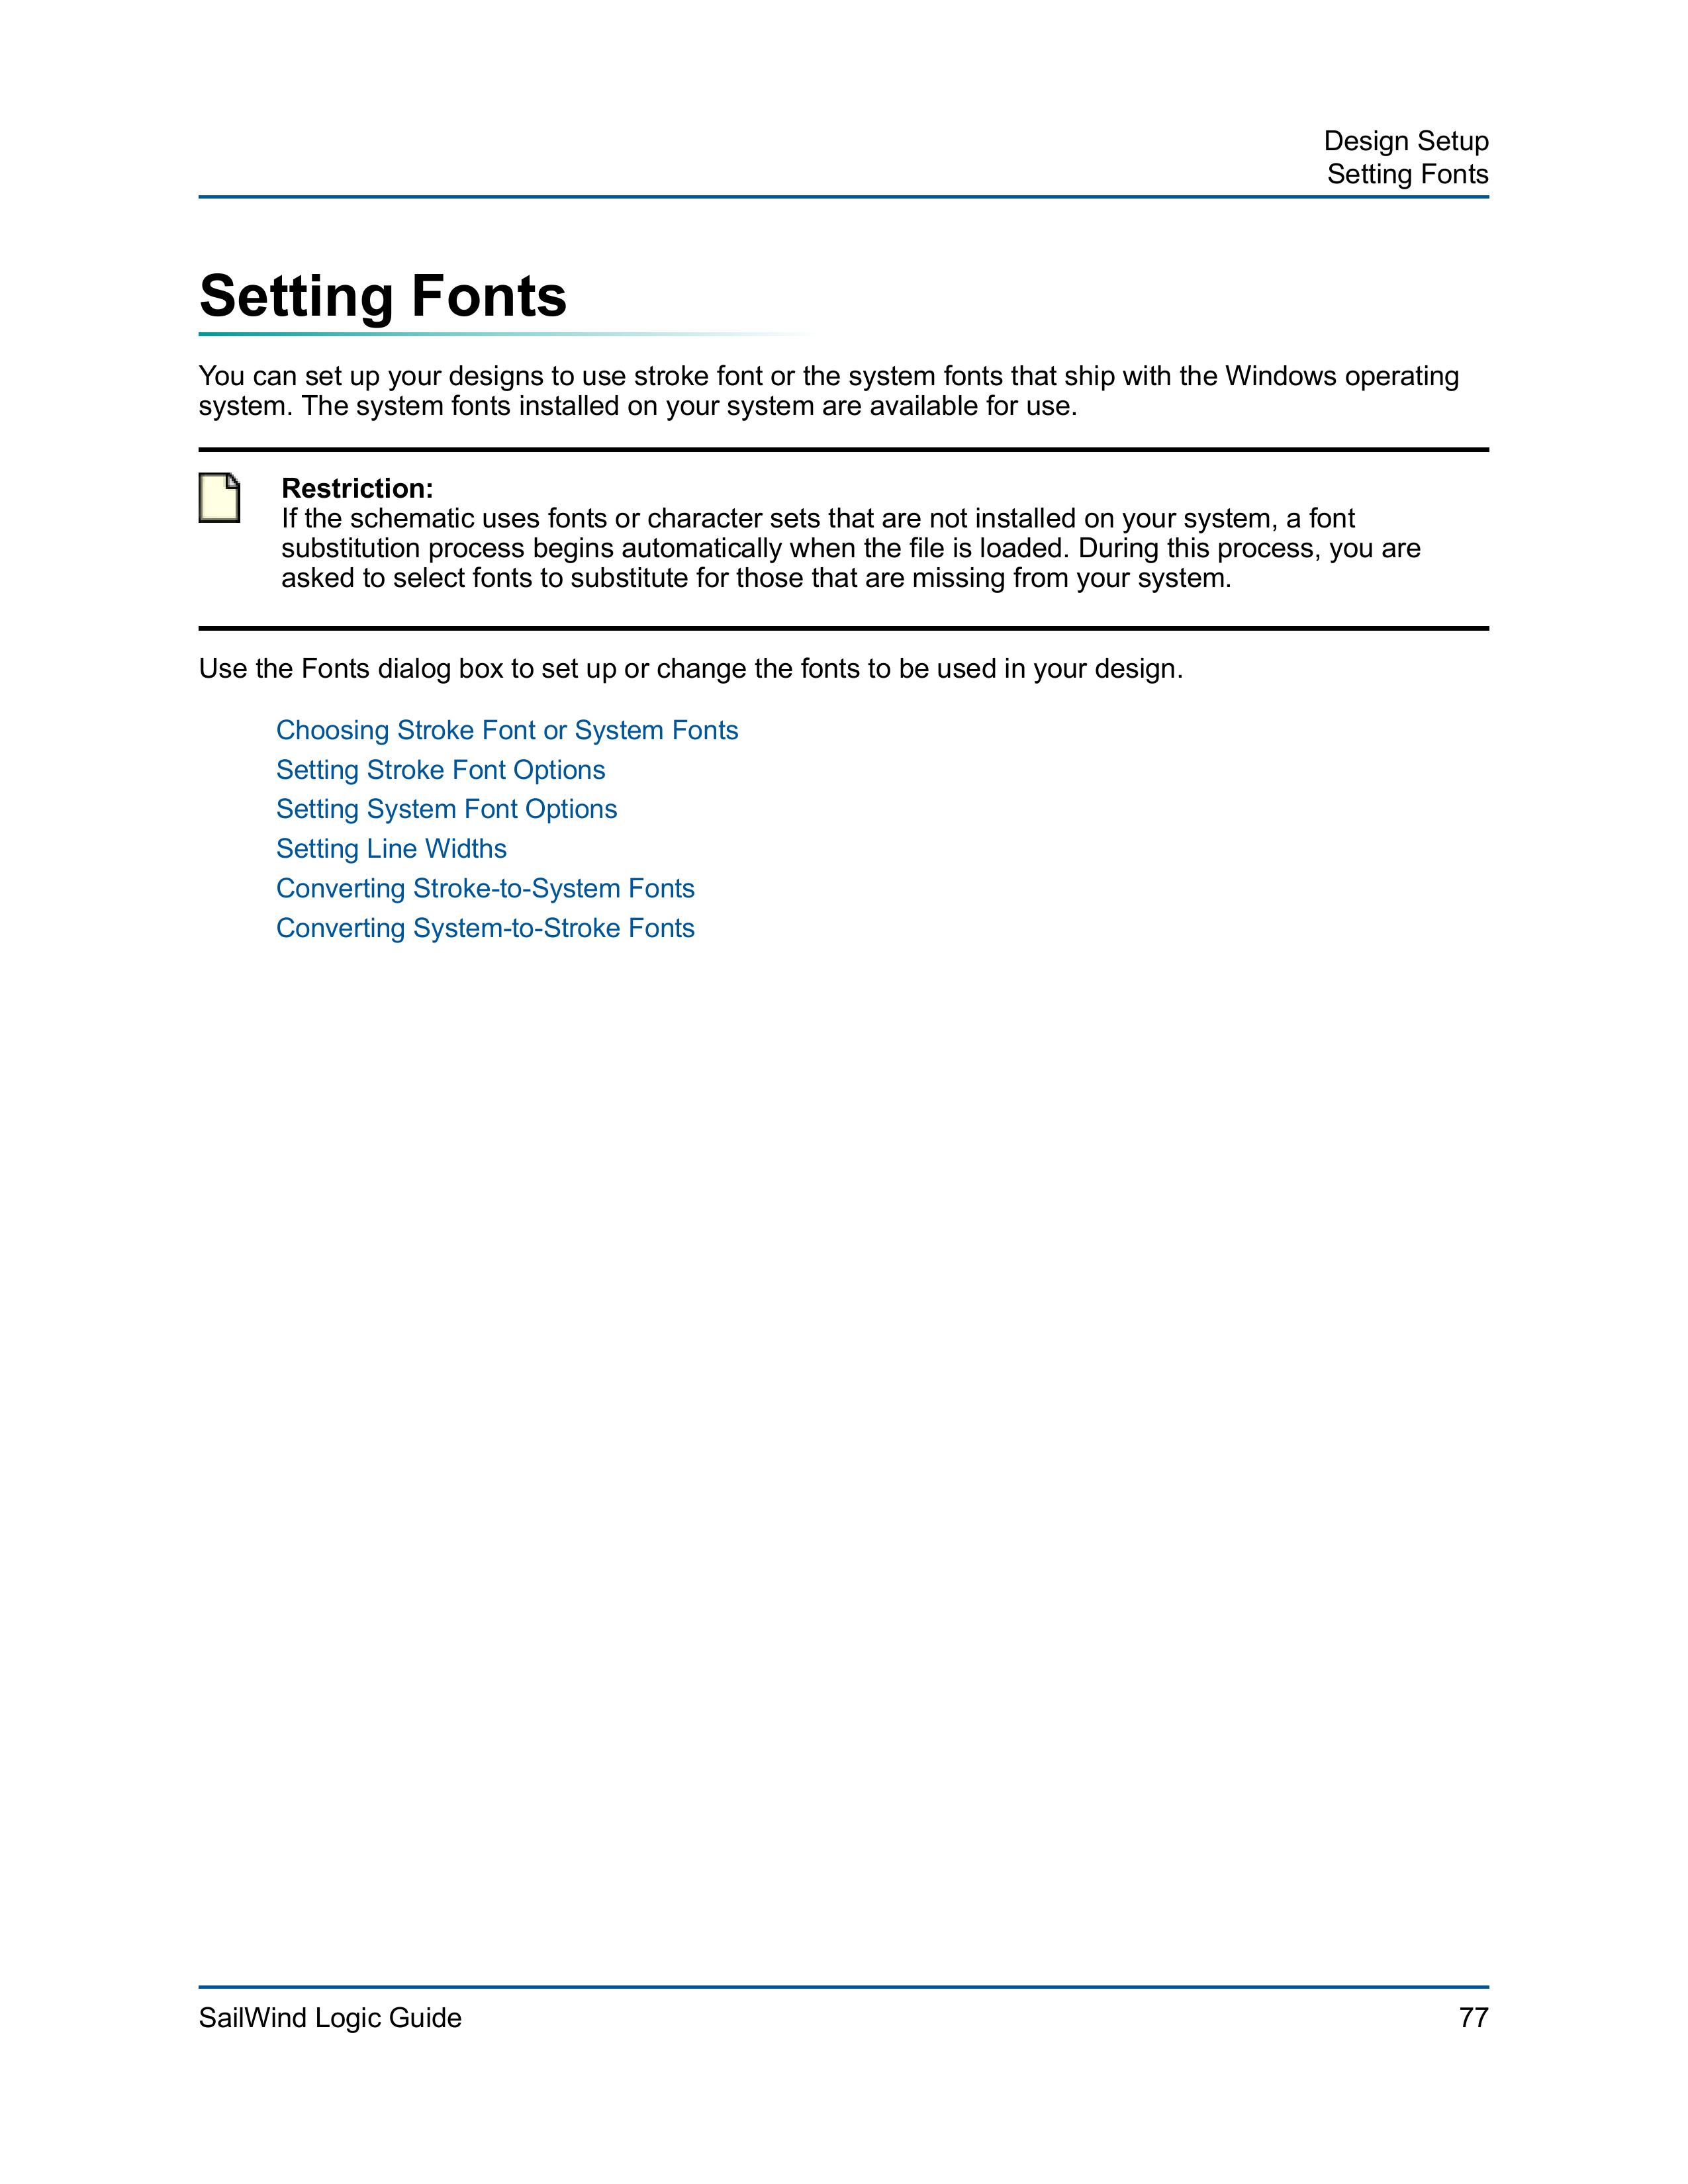 Design Setup
Setting Fonts
Setting Fonts
You can set up your designs to use stroke font or the system fonts that ship with the Windows operating
system. The system fonts installed on your system are available for use.
Restriction:
If the schematic uses fonts or character sets that are not installed on your system, a font
substitution process begins automatically when the file is loaded. During this process, you are
asked to select fonts to substitute for those that are missing from your system.
Use the Fonts dialog box to set up or change the fonts to be used in your design.
Choosing Stroke Font or System Fonts
Setting Stroke Font Options
Setting System Font Options
Setting Line Widths
Converting Stroke-to-System Fonts
Converting System-to-Stroke Fonts
SailWind Logic Guide
77